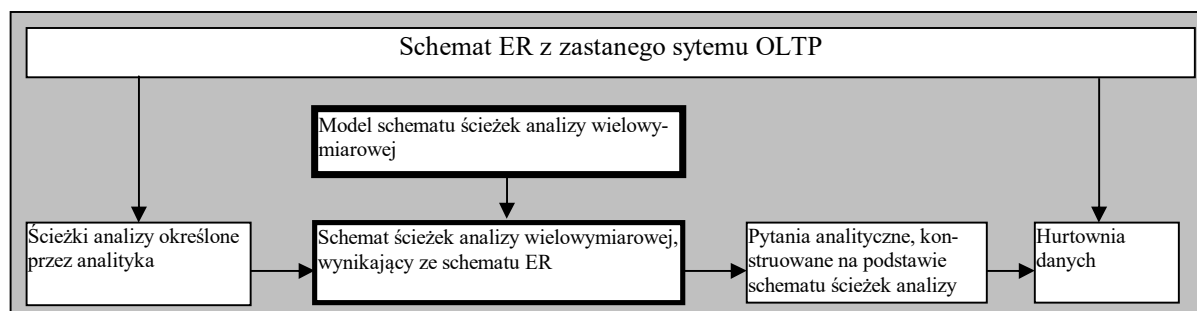 Schemat ER z zastanego sytemu OLTP
Model schematu ścieżek analizy wielowy-
miarowej
Ścieżki analizy określone
przez analityka
Schemat ścieżek analizy wielowymiarowej,
wynikający ze schematu ER
Pytania analityczne, kon-
struowane na podstawie
schematu ścieżek analizy
Hurtownia
danych